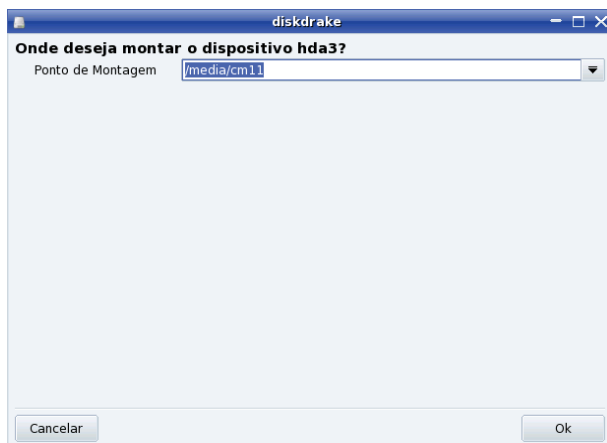 diskdrake
Onde deseja montar o dispositivo hda3?
Ponto de Montagem /media/cm11
Cancelar Ok